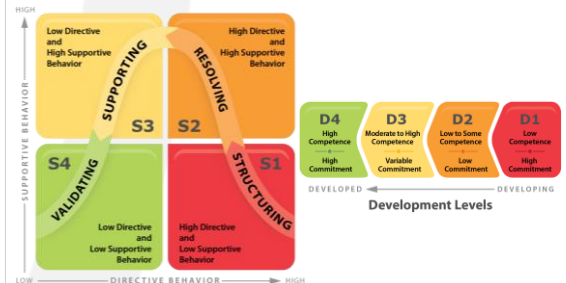 HIGH
SUPPORTIVE BEHAVIOR
Low Directive
and
High Supportive
Behavior
SUPPORTING
S3
High Directive
and
High Supportive
Behavior
RESOLVING
S2
S4
VALIDATING
Low Directive
and
Low Supportive
Behavior
S1
STRUCTURING
High Directive
and
Low Supportive
Behavior
LOW
DIRECTIVE BEHAVIOR
HIGH
D4
High
Competence
High
Commitment
D3
Moderate to High
Competence
Variable
Commitment
D2
Low to Some
Competence
Low
Commitment
D1
Low
Competence
High
Commitment
DEVELOPED
DEVELOPING
Development Levels